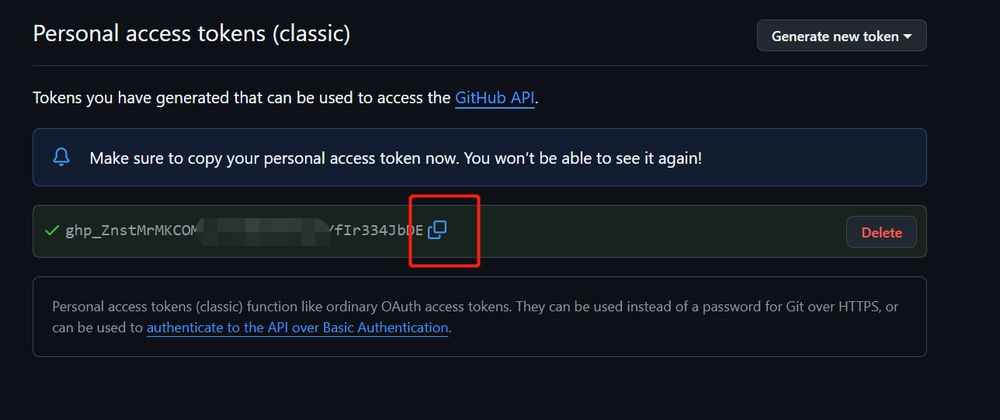 Personal access tokens (classic)
Generate new token
Tokens you have generated that can be used to access the GitHub API.
Make sure to copy your personal access token now. You won’t be able to see it again!
ghp_ZnstMrMKCOM fIr334JbDE
Delete
Personal access tokens (classic) function like ordinary OAuth access tokens. They can be used instead of a password for Git over HTTPS, or
can be used to authenticate to the API over Basic Authentication.